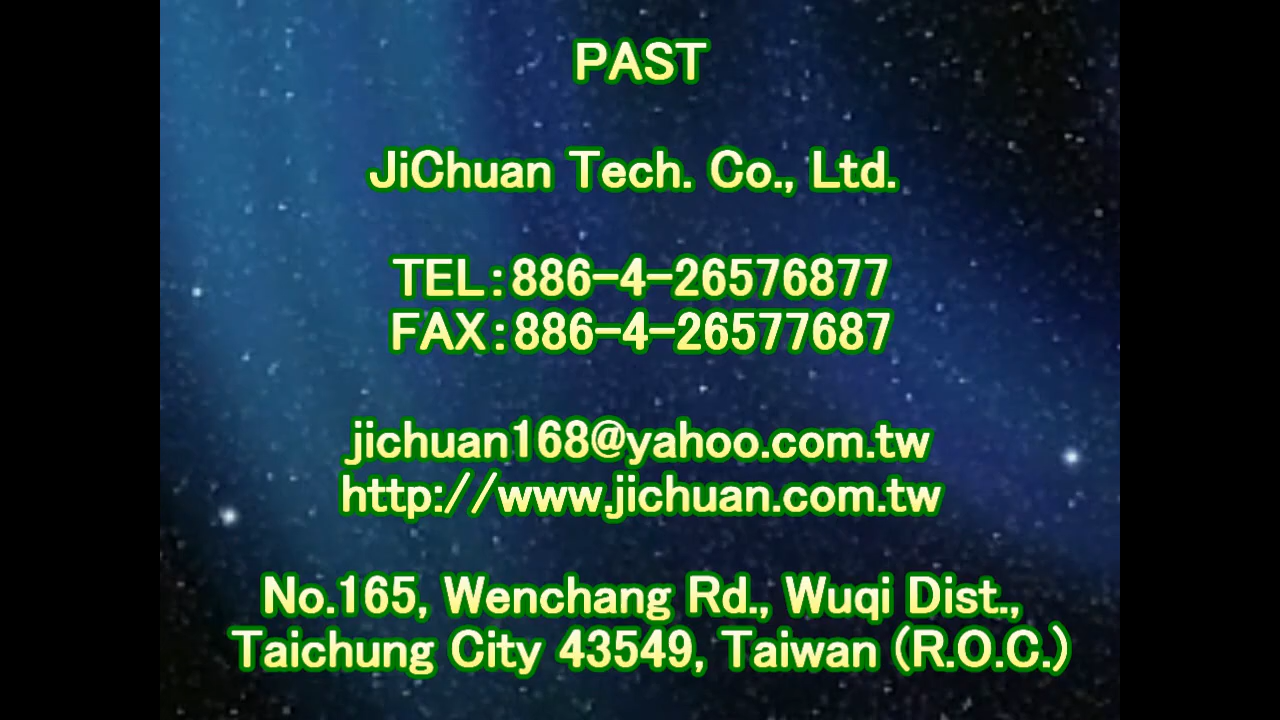 PAST
JiChuan Tech. Co., Ltd.
TEL:886-4-26576877
FAX:886-4-26577687
jichuan168@yahoo.com.tw
http://www.jichuan.com.tw
No.165, Wenchang Rd., Wuqi Dist.,
Taichung City 43549, Taiwan (R.O.C.)